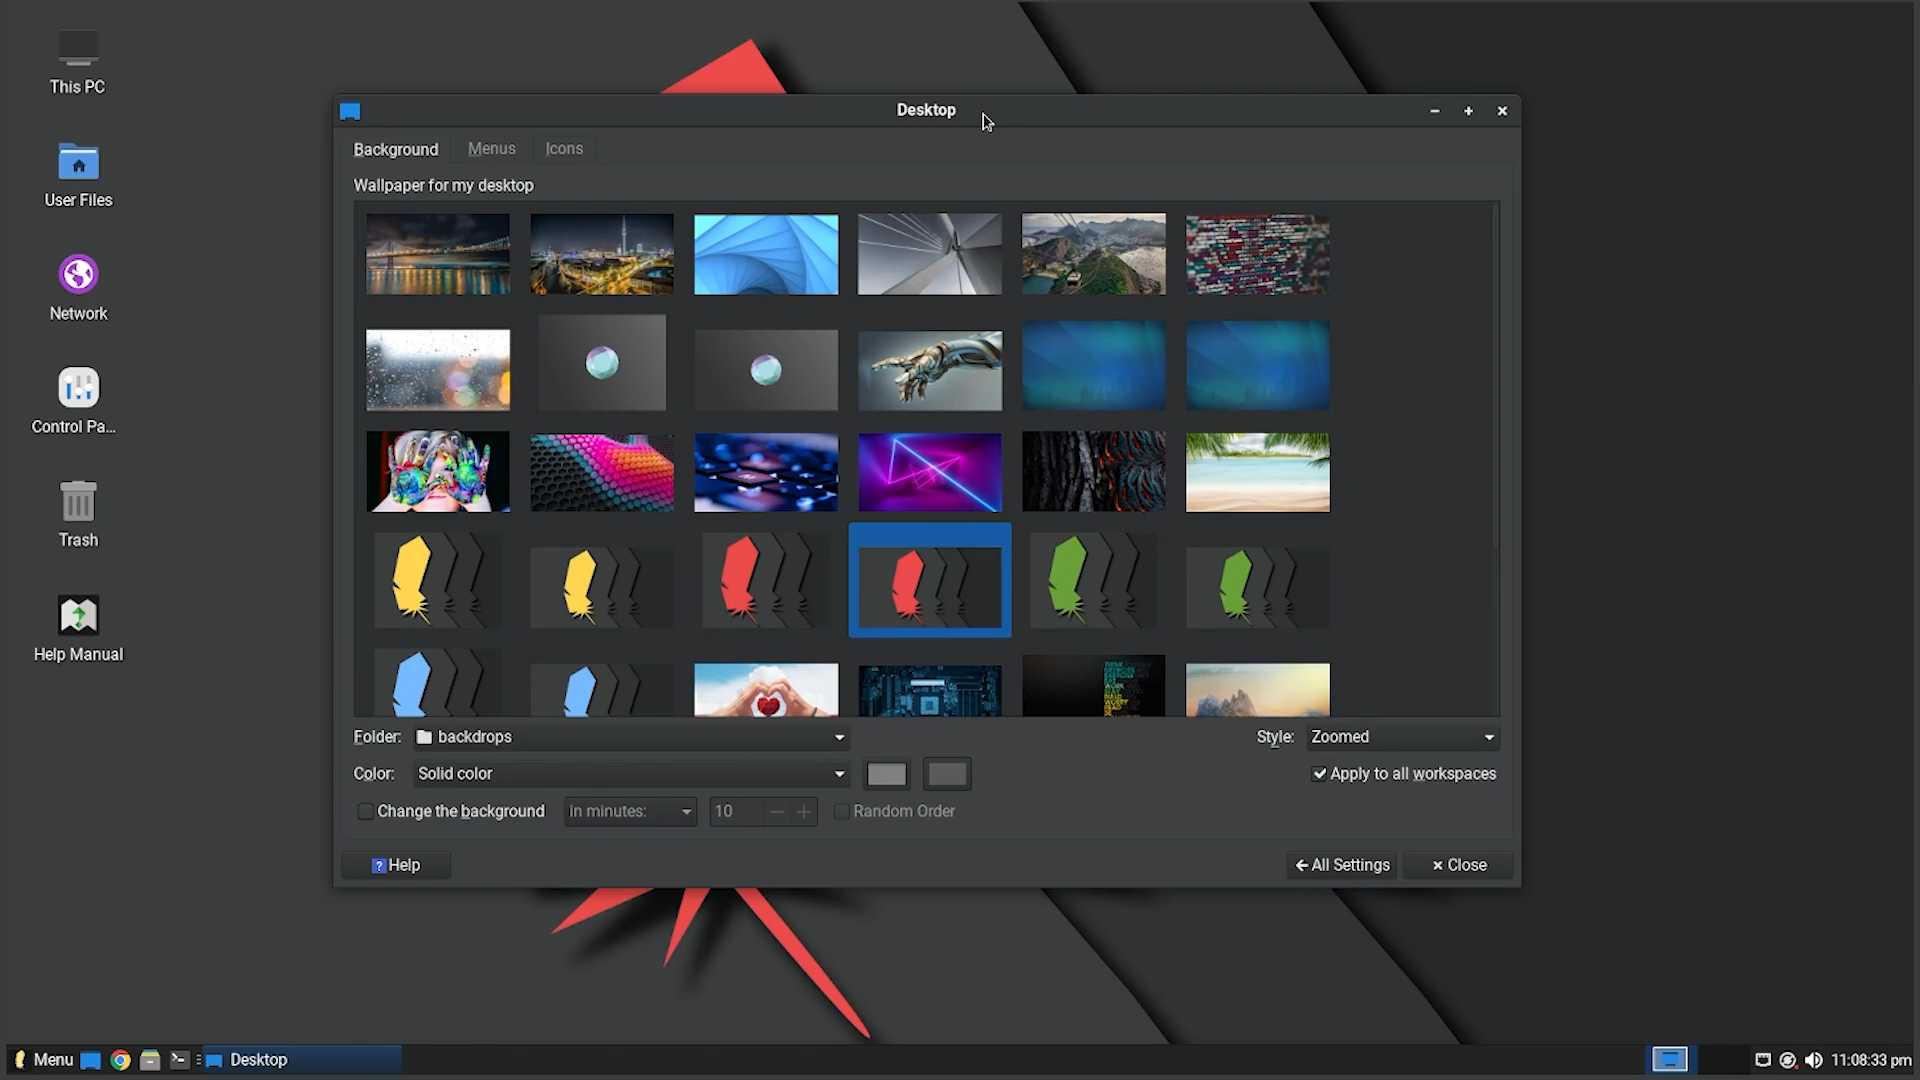 This PC
User Files
Network
Control Pa...
Trash
Help Manual
Desktop
Background Menus Icons
Wallpaper for my desktop
Folder: backdrops
Style: Zoomed
Color: Solid color
Apply to all workspaces
Change the background in minutes: 10 Random Order
? Help
All Settings
Close
Menu
Desktop
11:08:33 pm